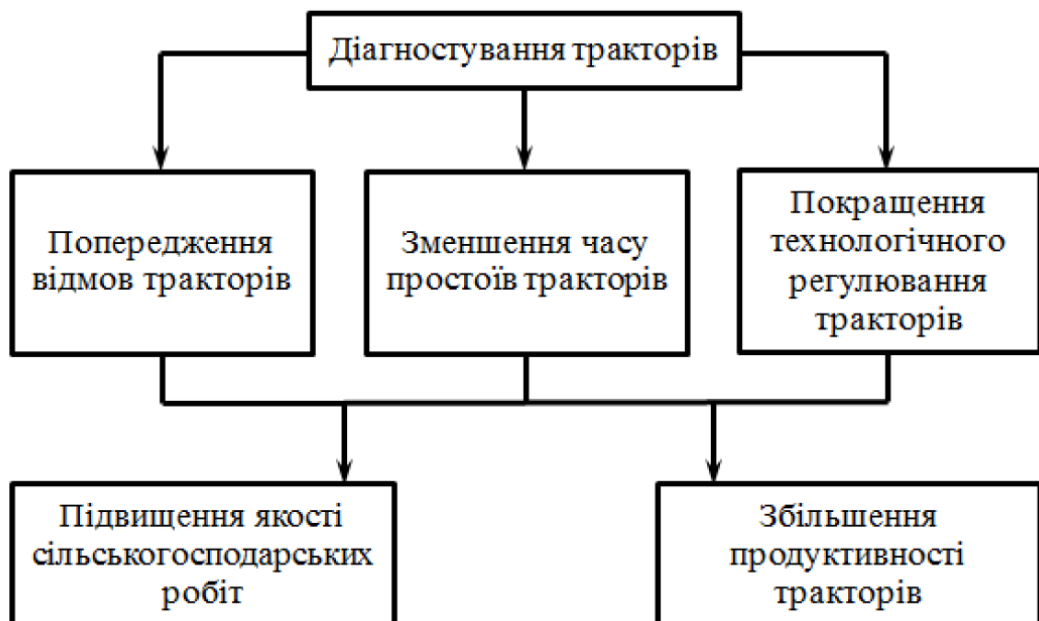 Діагностування тракторів
Попередження
відмов тракторів
Зменшення часу
простоїв тракторів
Покращення
технологічного
регулювання
тракторів
Підвищення якості
сільськогосподарських
робіт
Збільшення
продуктивності
тракторів